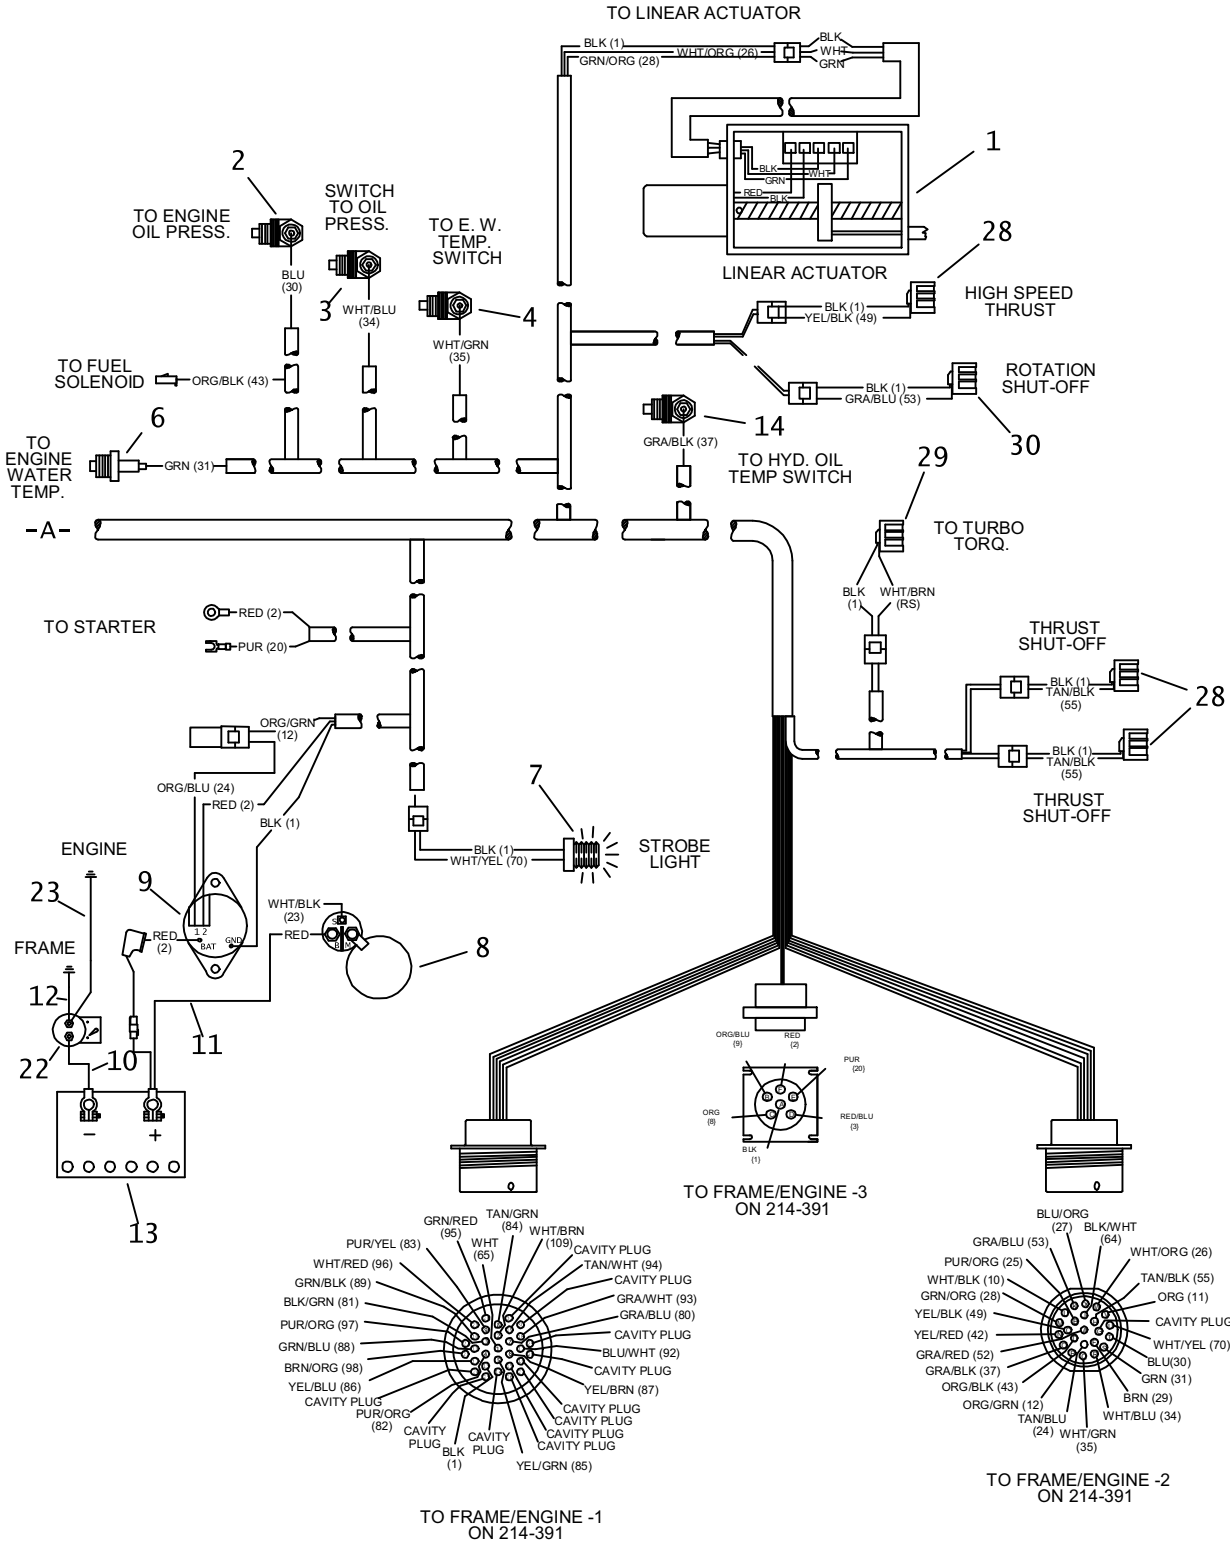 TO LINEAR ACTUATOR
BLK (1)
WHT/ORG (26)
GRN/ORG (28)
BLK
WHT
GRN
1
BLK
WHT
GRN
RED
BLK
LINEAR ACTUATOR
2
TO ENGINE
OIL PRESS.
BLU
(30)
SWITCH
TO OIL
PRESS.
3
WHT/BLU
(34)
TO E. W.
TEMP.
SWITCH
4
WHT/GRN
(35)
28
BLK (1)
YEL/BLK (49)
HIGH SPEED
THRUST
TO FUEL
SOLENOID
ORG/BLK (43)
BLK (1)
GRA/BLU (53)
ROTATION
SHUT-OFF
30
6
TO
ENGINE
WATER
TEMP.
GRN (31)
14
GRA/BLK (37)
TO HYD. OIL
TEMP SWITCH
29
-A-
TO TURBO
TORQ.
BLK
(1)
WHT/BRN
(RS)
TO STARTER
RED (2)
PUR (20)
THRUST
SHUT-OFF
BLK (1)
TAN/BLK
(55)
28
BLK (1)
TAN/BLK
(55)
THRUST
SHUT-OFF
ORG/GRN
(12)
ORG/BLU (24)
RED (2)
BLK (1)
7
BLK (1)
WHT/YEL (70)
STROBE
LIGHT
ENGINE
23
9
1 2
BAT
GND
RED
(2)
FRAME
12
WHT/BLK
(23)
RED
S
B
M
8
22
10
11
−
+
13
ORG/BLU
(9)
RED
(2)
PUR
(20)
F
B
E
A
C
D
ORG
(8)
RED/BLU
(3)
BLK
(1)
TO FRAME/ENGINE -3
ON 214-391
GRN/RED
(95)
TAN/GRN
(84)
WHT
(65)
WHT/BRN
(109)
PUR/YEL (83)
CAVITY PLUG
WHT/RED (96)
TAN/WHT (94)
GRN/BLK (89)
CAVITY PLUG
BLK/GRN (81)
GRA/WHT (93)
PUR/ORG (97)
GRA/BLU (80)
GRN/BLU (88)
CAVITY PLUG
BRN/ORG (98)
BLU/WHT (92)
YEL/BLU (86)
CAVITY PLUG
CAVITY PLUG
YEL/BRN (87)
PUR/ORG
(82)
CAVITY PLUG
CAVITY PLUG
CAVITY PLUG
CAVITY PLUG
CAVITY
PLUG
BLK
(1)
CAVITY
PLUG
YEL/GRN (85)
TO FRAME/ENGINE -1
ON 214-391
BLU/ORG
(27)
BLK/WHT
(64)
GRA/BLU (53)
WHT/ORG (26)
PUR/ORG (25)
TAN/BLK (55)
WHT/BLK (10)
ORG (11)
GRN/ORG (28)
CAVITY PLUG
YEL/BLK (49)
WHT/YEL (70)
YEL/RED (42)
BLU(30)
GRA/RED (52)
GRN (31)
GRA/BLK (37)
BRN (29)
ORG/BLK (43)
WHT/BLU (34)
ORG/GRN (12)
TAN/BLU
(24)
WHT/GRN
(35)
TO FRAME/ENGINE -2
ON 214-391